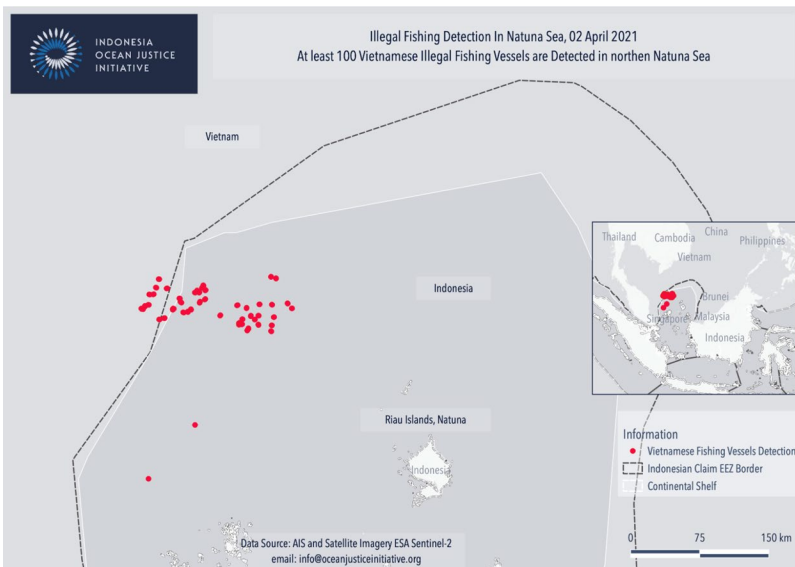 INDONESIA
OCEAN JUSTICE
INITIATIVE
Illegal Fishing Detection In Natuna Sea, 02 April 2021
At least 100 Vietnamese Illegal Fishing Vessels are Detected in northen Natuna Sea
Vietnam
Indonesia
Riau Islands, Natuna
Indonesia
Thailand
Cambodia
China
Philippines
Vietnam
Brunei
Singapore
Malaysia
Indonesia
Information
Vietnamese Fishing Vessels Detection
Indonesian Claim EEZ Border
Continental Shelf
0 75 150 km
Data Source: AIS and Satellite Imagery ESA Sentinel-2
email: info@oceanjusticeinitiative.org